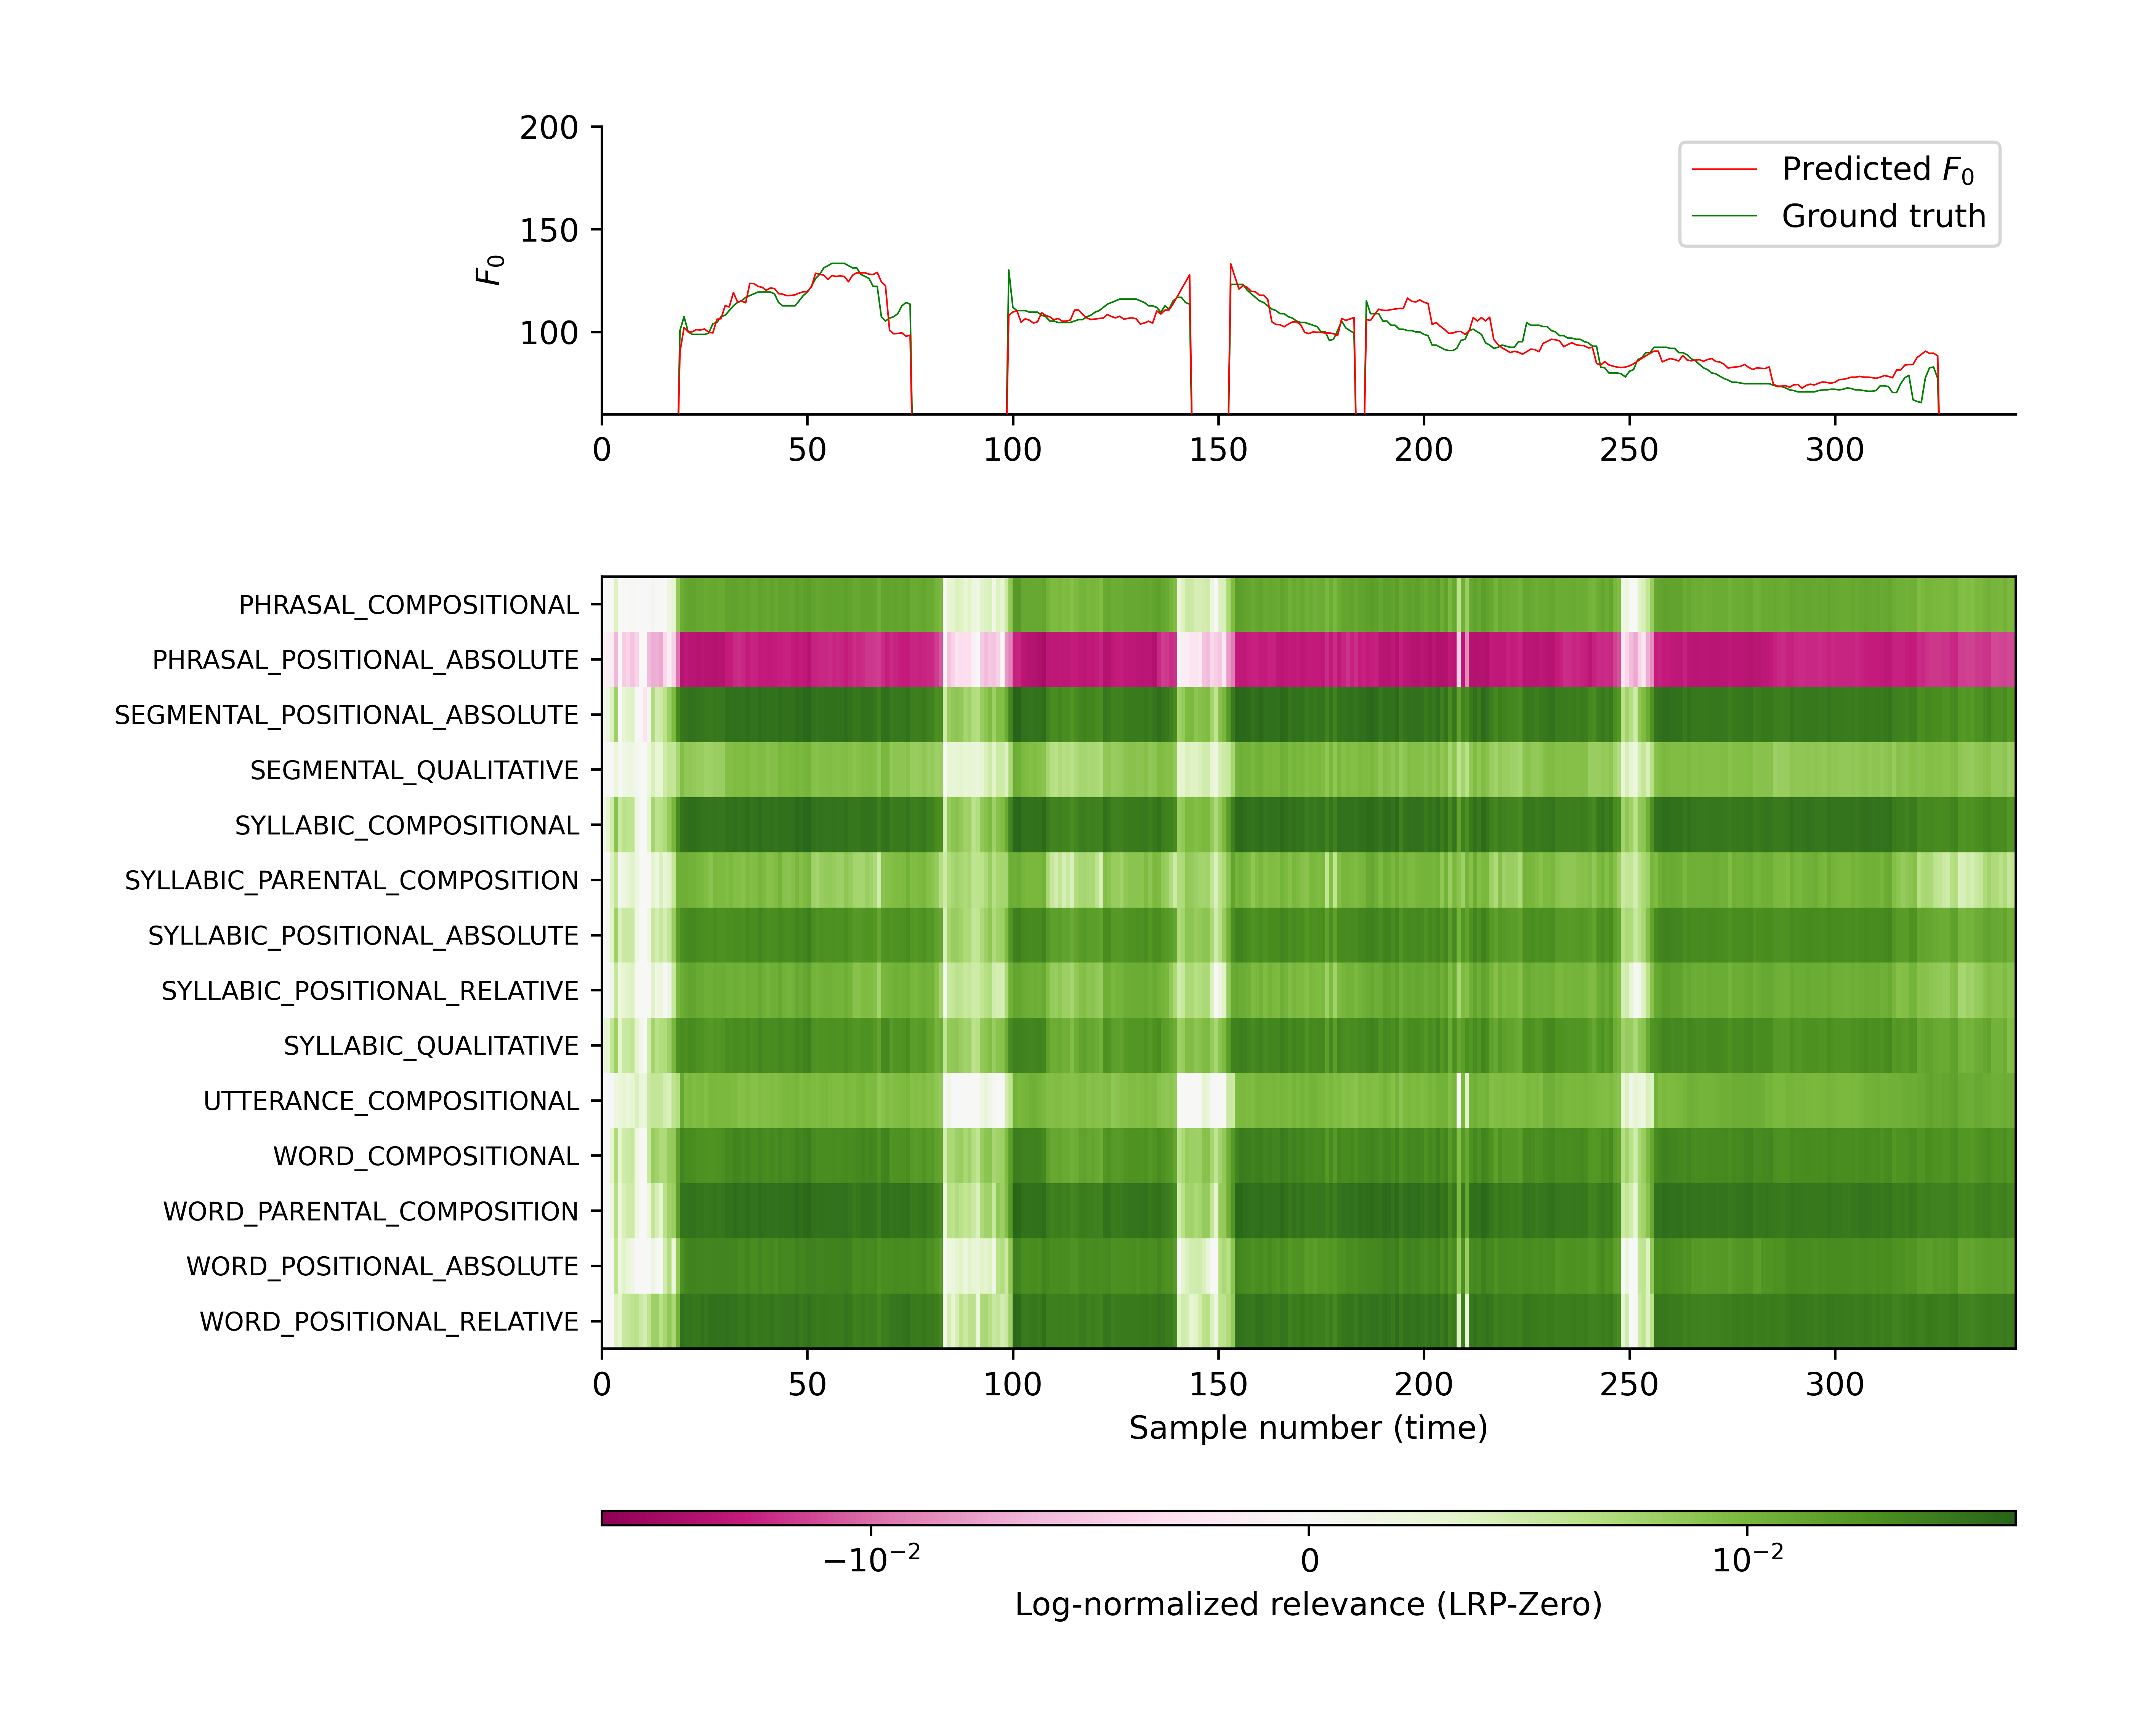 200
150
100
F₀
Predicted F₀
Ground truth
0 50 100 150 200 250 300
PHRASAL_COMPOSITIONAL
PHRASAL_POSITIONAL_ABSOLUTE
SEGMENTAL_POSITIONAL_ABSOLUTE
SEGMENTAL_QUALITATIVE
SYLLABIC_COMPOSITIONAL
SYLLABIC_PARENTAL_COMPOSITION
SYLLABIC_POSITIONAL_ABSOLUTE
SYLLABIC_POSITIONAL_RELATIVE
SYLLABIC_QUALITATIVE
UTTERANCE_COMPOSITIONAL
WORD_COMPOSITIONAL
WORD_PARENTAL_COMPOSITION
WORD_POSITIONAL_ABSOLUTE
WORD_POSITIONAL_RELATIVE
0 50 100 150 200 250 300
Sample number (time)
−10⁻² 0 10⁻²
Log-normalized relevance (LRP-Zero)